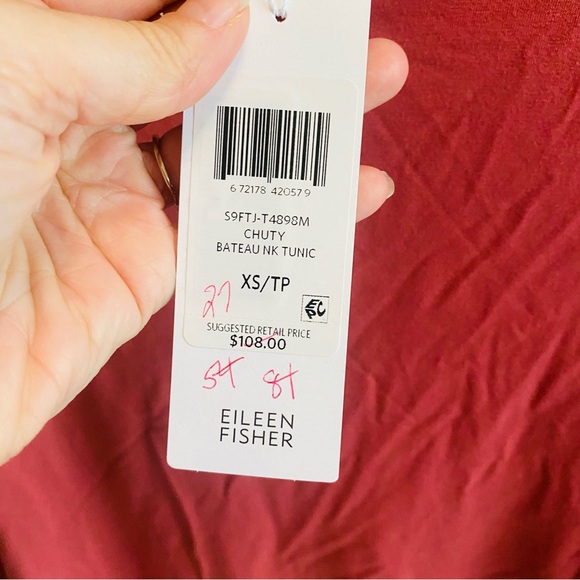 6 72178 42057 9
S9FTJ-T4898M
CHUTY
BATEAU NK TUNIC
XS/TP
27
SUGGESTED RETAIL PRICE
$108.00
EILEEN
FISHER